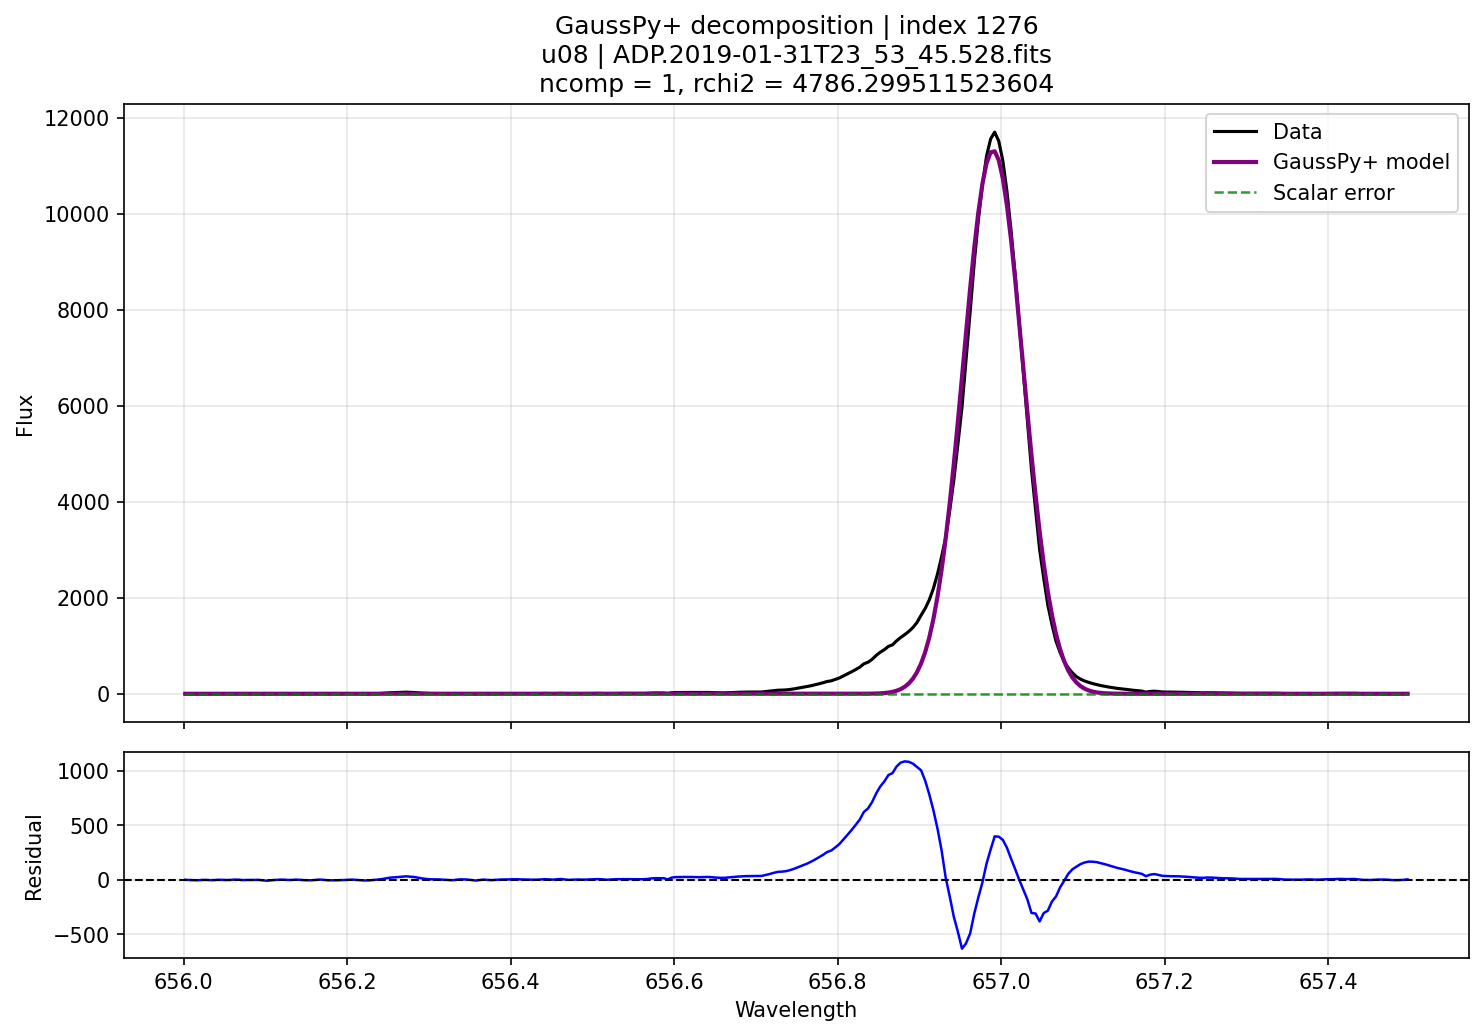 GaussPy+ decomposition | index 1276
u08 | ADP.2019-01-31T23_53_45.528.fits
ncomp = 1, rchi2 = 4786.299511523604
12000
10000
8000
6000
4000
2000
0
Flux
Data
GaussPy+ model
Scalar error
1000
500
0
−500
Residual
656.0 656.2 656.4 656.6 656.8 657.0 657.2 657.4
Wavelength